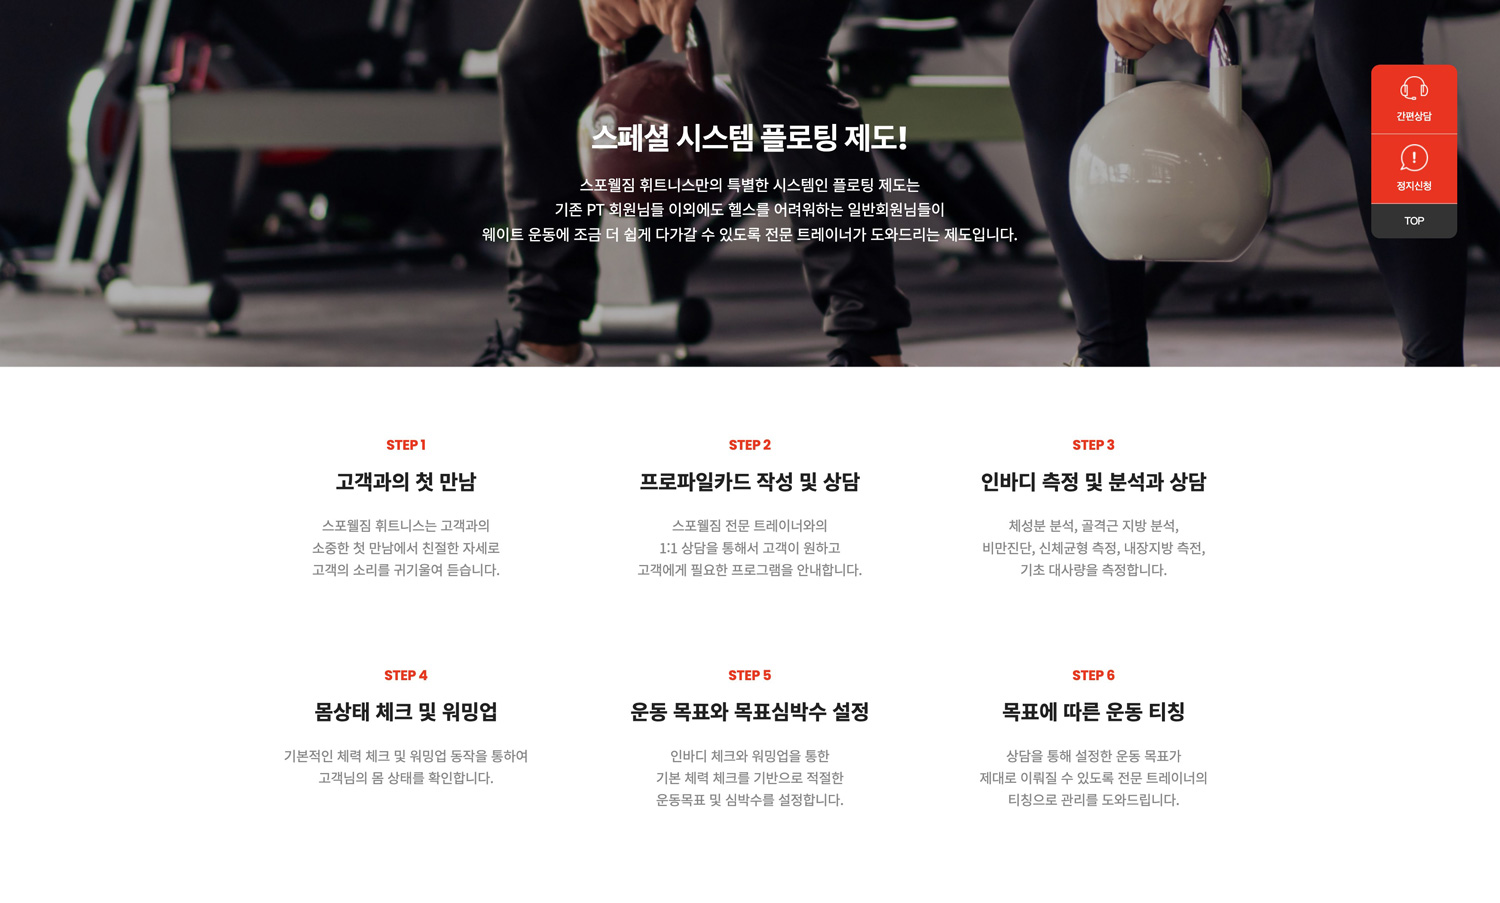 스페셜 시스템 플로팅 제도!
스포웰짐 휘트니스만의 특별한 시스템인 플로팅 제도는
기존 PT 회원님들 이외에도 헬스를 어려워하는 일반회원님들이
웨이트 운동에 조금 더 쉽게 다가갈 수 있도록 전문 트레이너가 도와드리는 제도입니다.
간편상담
정지신청
TOP
STEP 1
고객과의 첫 만남
스포웰짐 휘트니스는 고객과의
소중한 첫 만남에서 친절한 자세로
고객의 소리를 귀기울여 듣습니다.
STEP 2
프로파일카드 작성 및 상담
스포웰짐 전문 트레이너와의
1:1 상담을 통해서 고객이 원하고
고객에게 필요한 프로그램을 안내합니다.
STEP 3
인바디 측정 및 분석과 상담
체성분 분석, 골격근 지방 분석,
비만진단, 신체균형 측정, 내장지방 측전,
기초 대사량을 측정합니다.
STEP 4
몸상태 체크 및 워밍업
기본적인 체력 체크 및 워밍업 동작을 통하여
고객님의 몸 상태를 확인합니다.
STEP 5
운동 목표와 목표심박수 설정
인바디 체크와 워밍업을 통한
기본 체력 체크를 기반으로 적절한
운동목표 및 심박수를 설정합니다.
STEP 6
목표에 따른 운동 티칭
상담을 통해 설정한 운동 목표가
제대로 이뤄질 수 있도록 전문 트레이너의
티칭으로 관리를 도와드립니다.